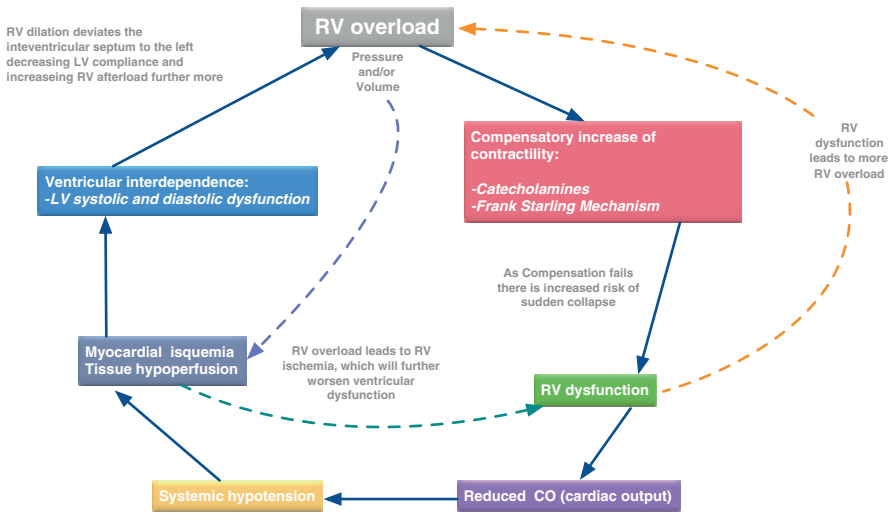 RV overload
RV dilation deviates the
inteventricular septum to the left
decreasing LV compliance and
increaseing RV afterload further more
Pressure
and/or
Volume
Compensatory increase of
contractility:
-Catecholamines
-Frank Starling Mechanism
RV
dysfunction
leads to more
RV overload
Ventricular interdependence:
-LV systolic and diastolic dysfunction
As Compensation fails
there is increased risk of
sudden collapse
Myocardial isquemia
Tissue hypoperfusion
RV overload leads to RV
ischemia, which will further
worsen ventricular
dysfunction
RV dysfunction
Systemic hypotension
Reduced CO (cardiac output)